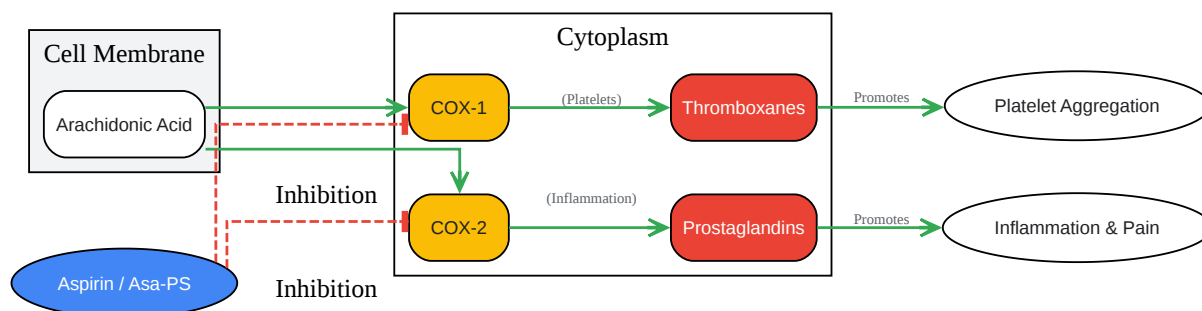 Cell Membrane
Arachidonic Acid
Cytoplasm
COX-1
(Platelets)
Thromboxanes
Promotes
Platelet Aggregation
Inhibition
COX-2
(Inflammation)
Prostaglandins
Promotes
Inflammation & Pain
Aspirin / Asa-PS
Inhibition